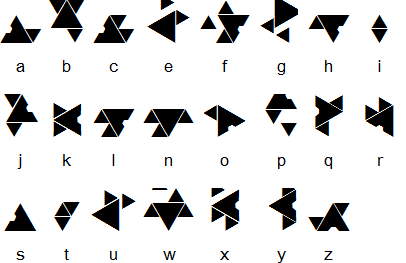 a b c e f g h i
j k l n o p q r
s t u w x y z